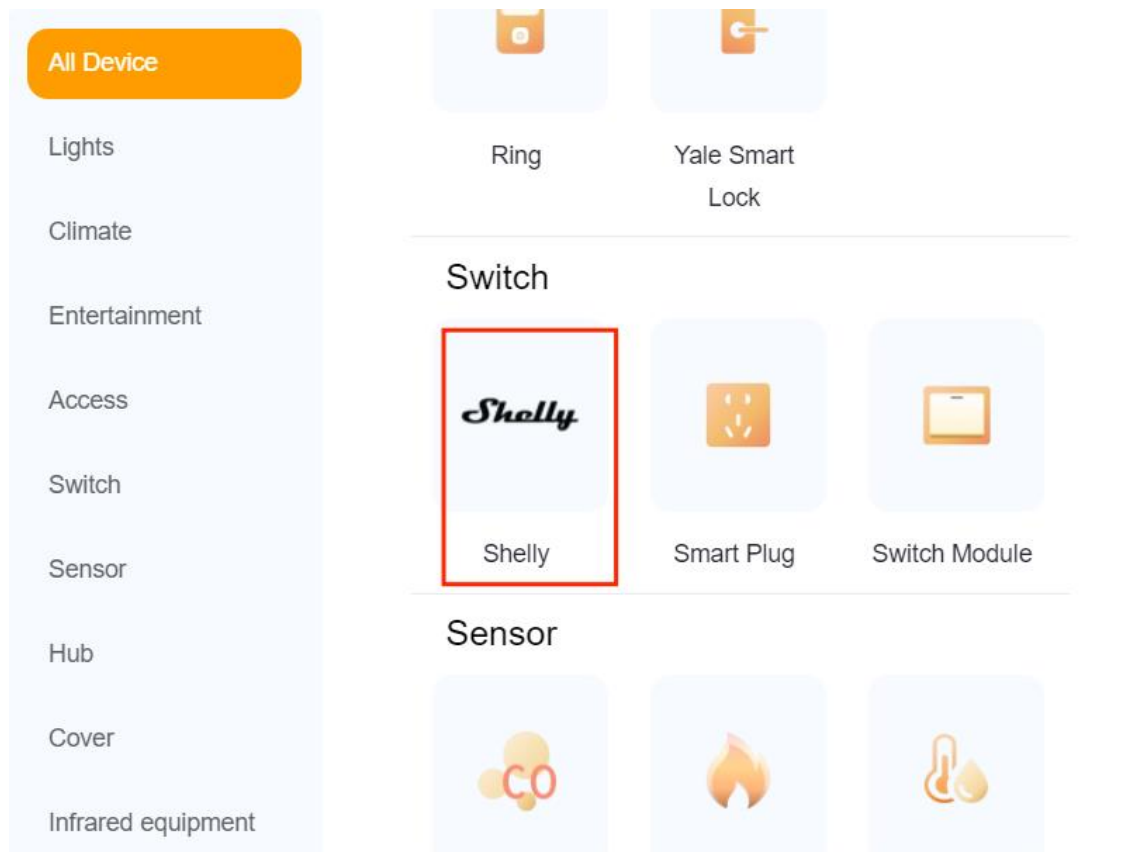 All Device
Lights
Climate
Entertainment
Access
Switch
Sensor
Hub
Cover
Infrared equipment
Ring
Yale Smart
Lock
Switch
Shelly
Shelly
Smart Plug
Switch Module
Sensor
CO